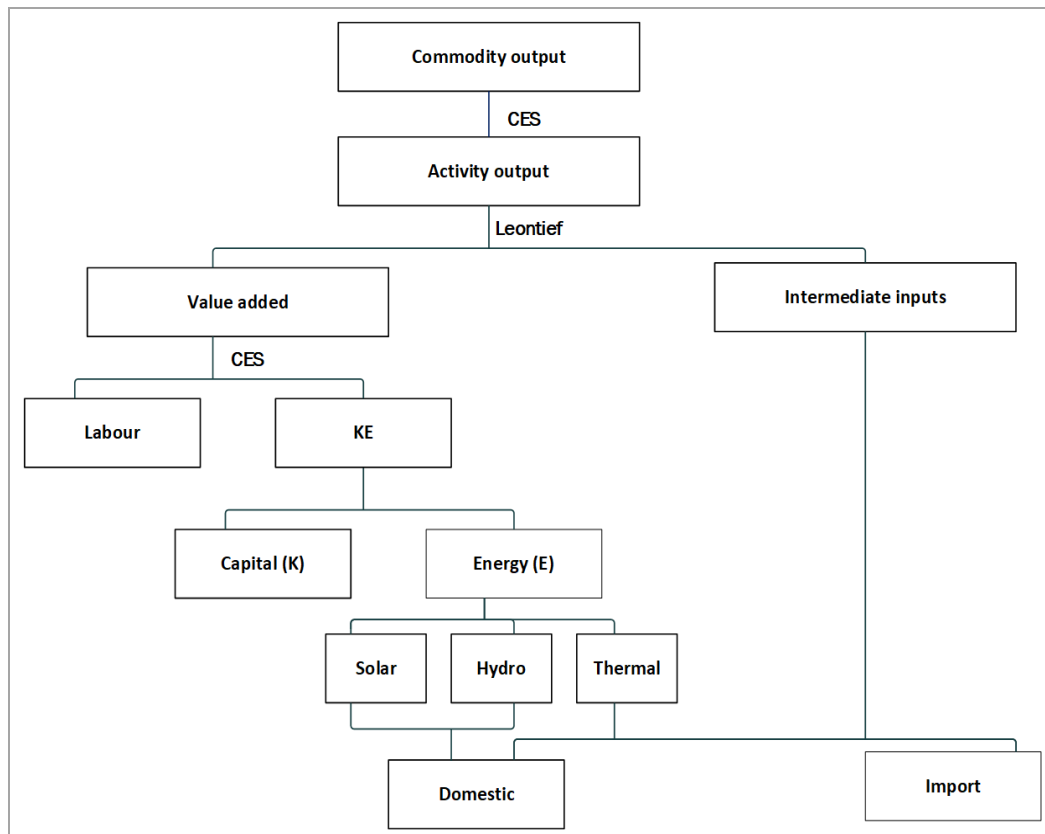 Commodity output
CES
Activity output
Leontief
Value added
Intermediate inputs
CES
Labour
KE
Capital (K)
Energy (E)
Solar
Hydro
Thermal
Domestic
Import